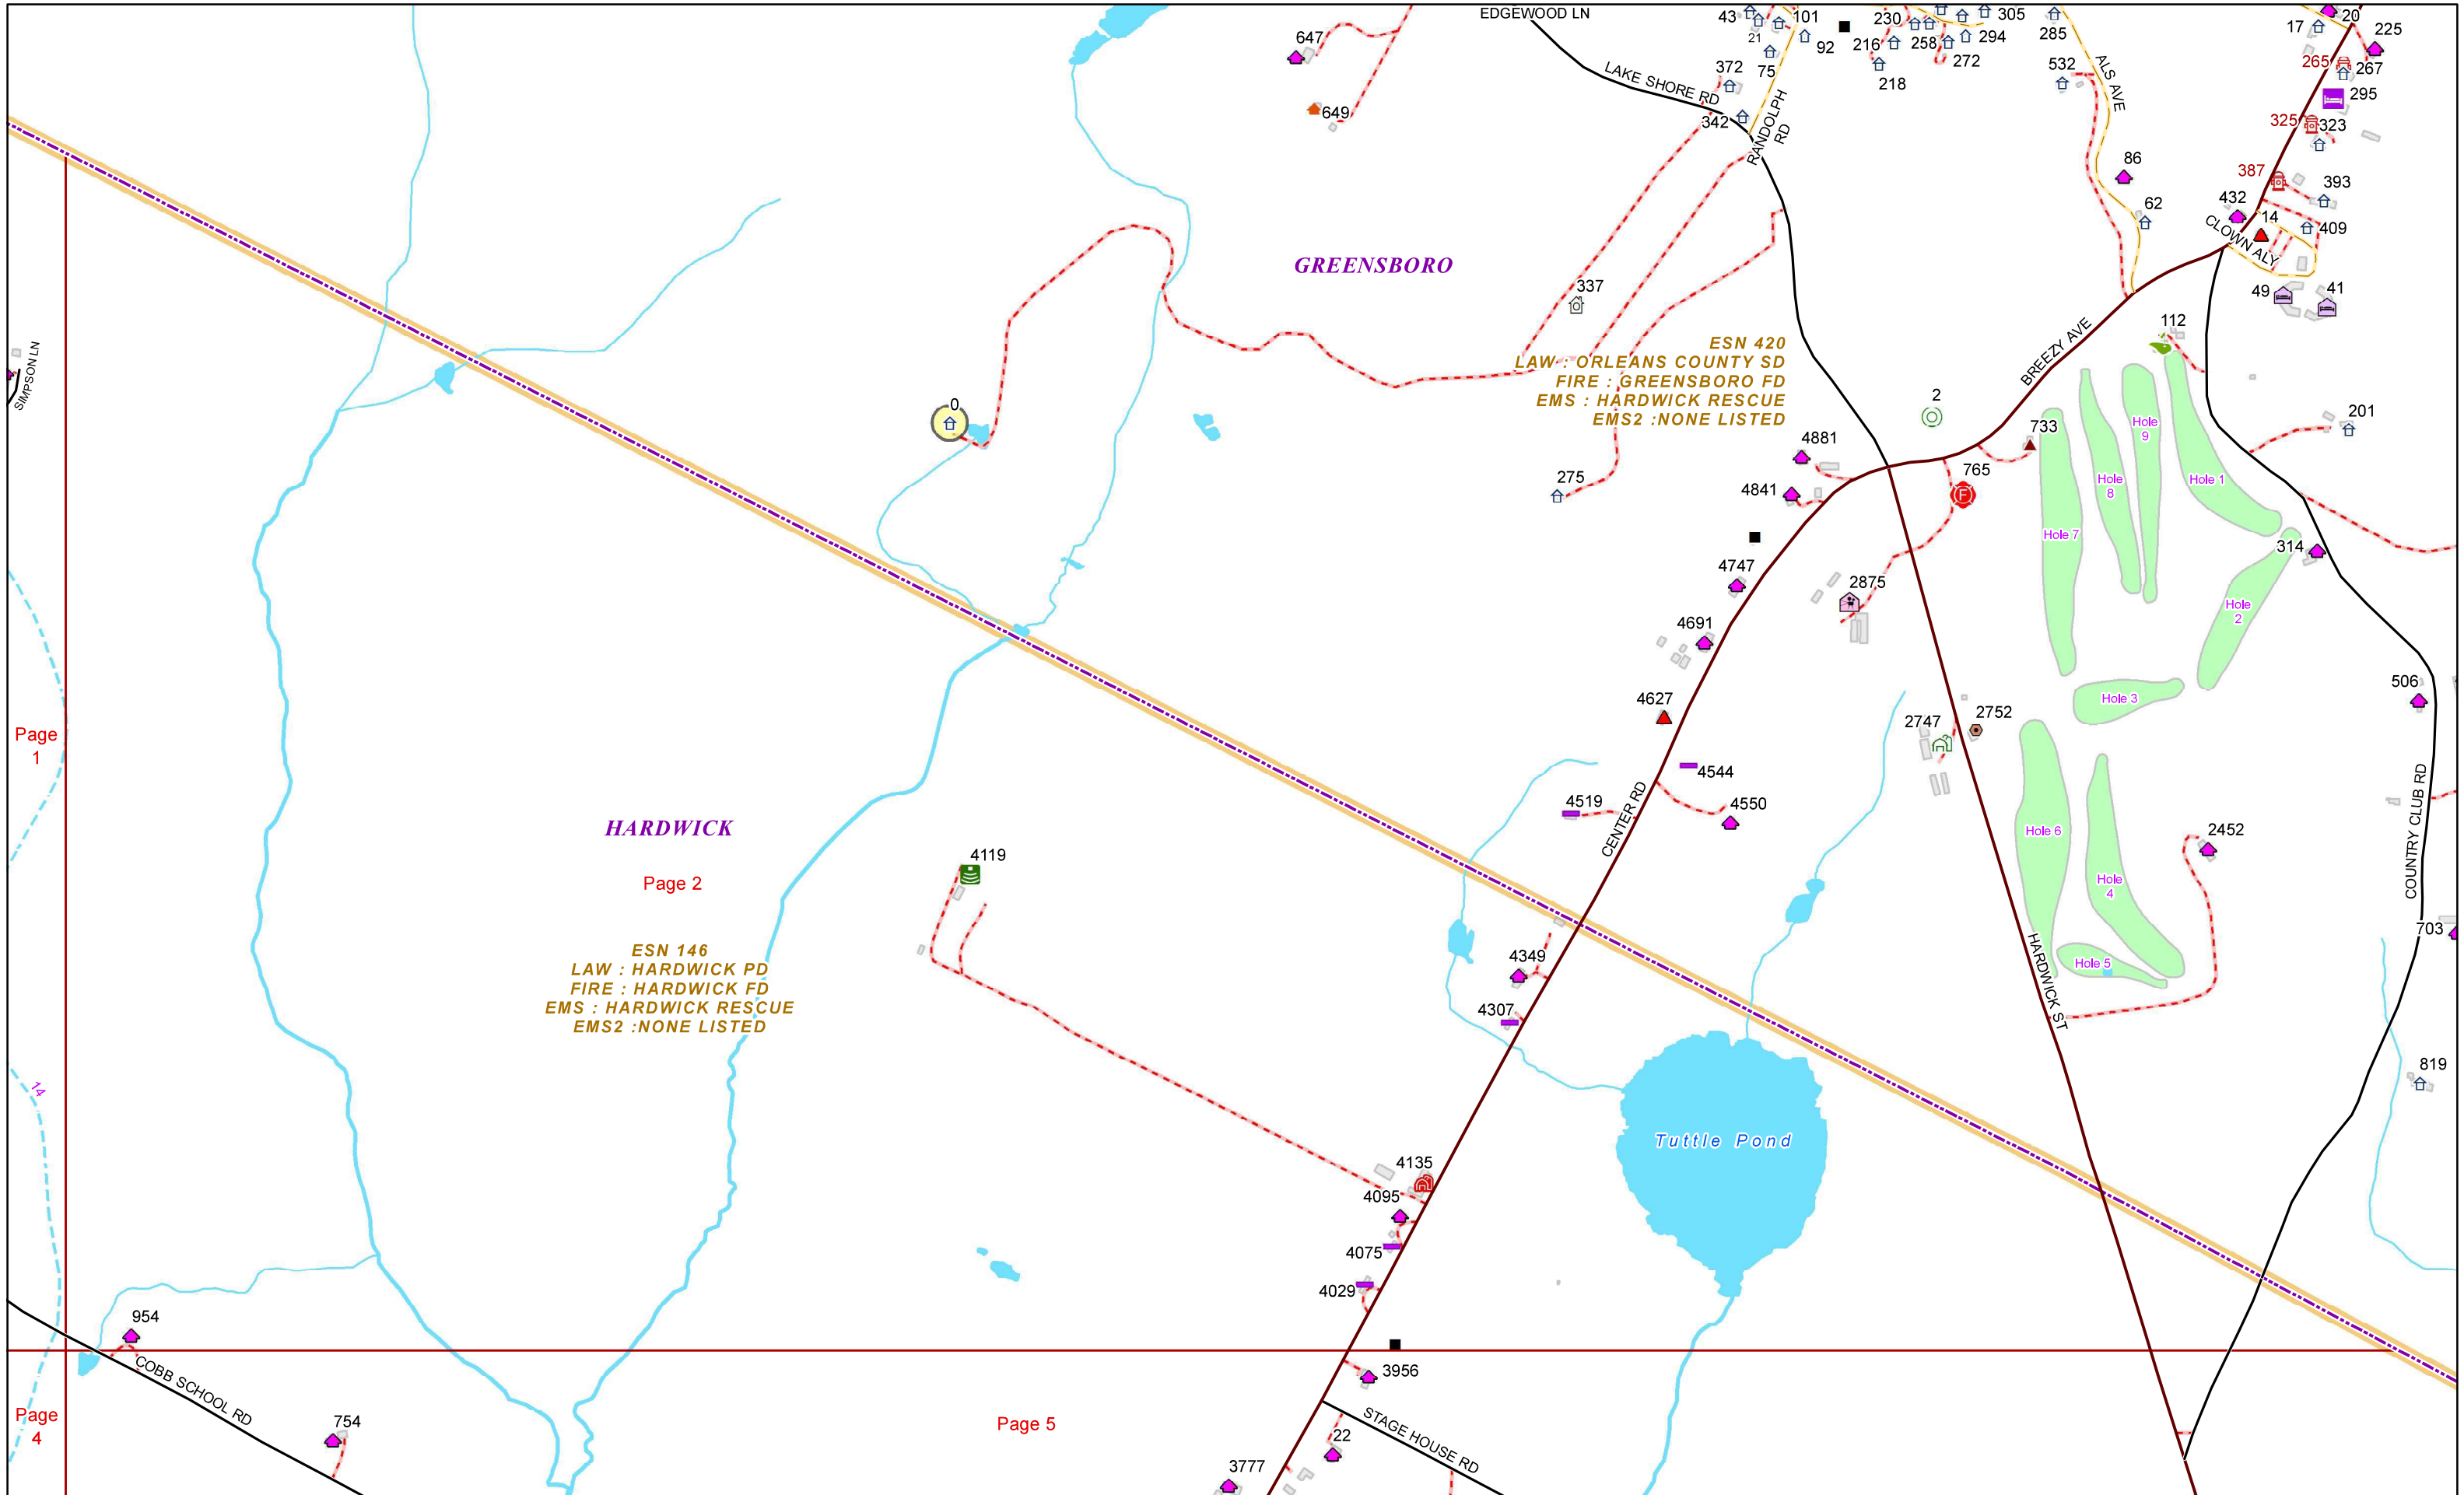 EDGEWOOD LN
43
101
21
92
75
230
305
216
258
294
218
272
285
532
17
20
225
265
267
295
325
323
387
393
432
14
409
CLOWN ALY
49
41
647
649
LAKE SHORE RD
372
342
RANDOLPH
RD
ALS AVE
86
62
GREENSBORO
337
ESN 420
LAW : ORLEANS COUNTY SD
FIRE : GREENSBORO FD
EMS : HARDWICK RESCUE
EMS2 :NONE LISTED
BREEZY AVE
112
SIMPSON LN
0
2
201
733
765
F
Hole
9
Hole
8
Hole 1
Hole 7
275
4881
4841
4747
2875
4691
314
Hole
2
506
Hole 3
Page
1
4627
2747
2752
4544
4519
4550
CENTER RD
Hole 6
Hole
4
2452
COUNTRY CLUB RD
703
HARDWICK
Page 2
4119
ESN 146
LAW : HARDWICK PD
FIRE : HARDWICK FD
EMS : HARDWICK RESCUE
EMS2 :NONE LISTED
4349
4307
Hole 5
HARDWICK ST
819
14
Tuttle Pond
4135
4095
4075
4029
954
COBB SCHOOL RD
754
Page
4
Page 5
3956
STAGE HOUSE RD
22
3777